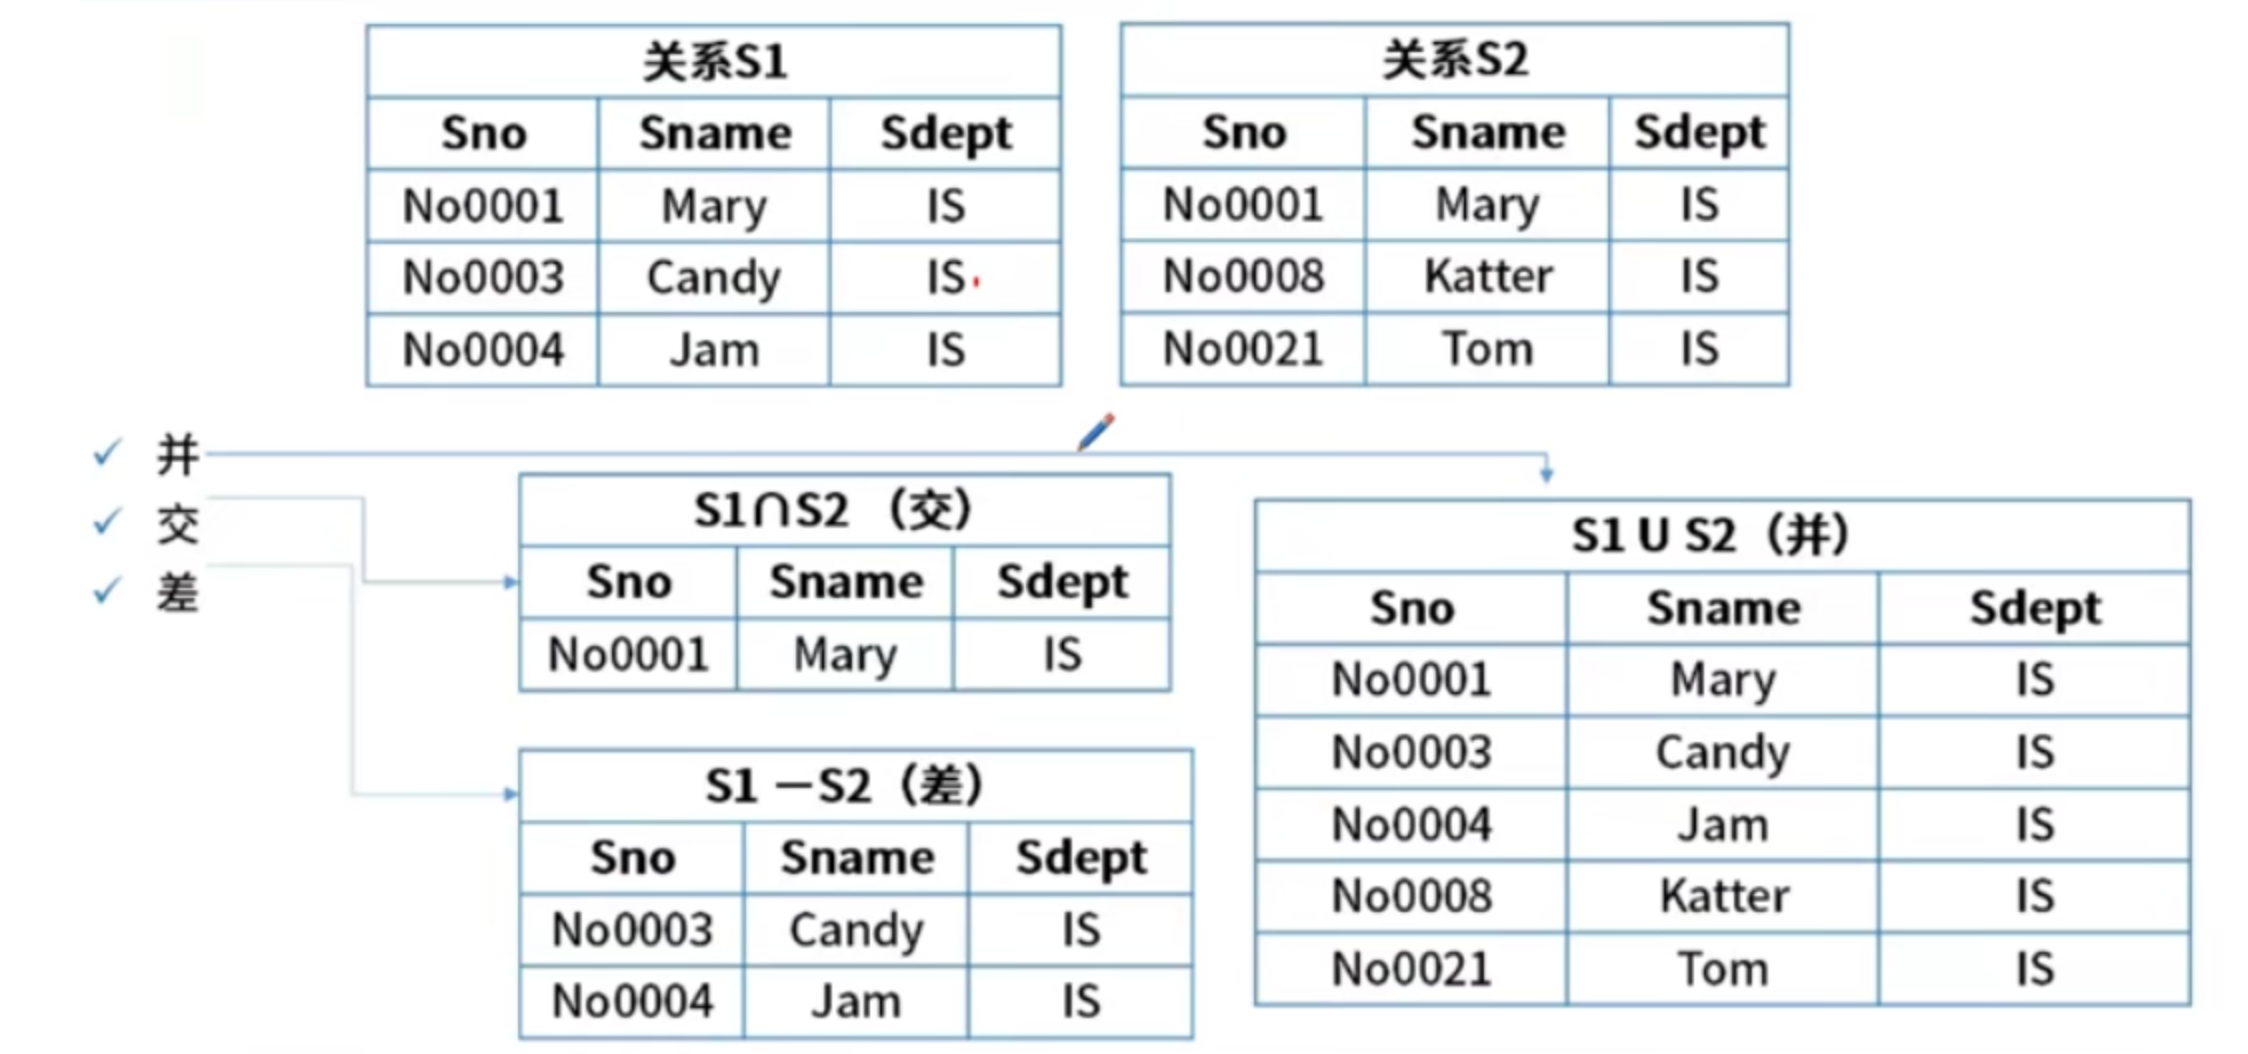 关系S1
Sno Sname Sdept
No0001 Mary IS
No0003 Candy IS
No0004 Jam IS
关系S2
Sno Sname Sdept
No0001 Mary IS
No0008 Katter IS
No0021 Tom IS
✓ 并
✓ 交
✓ 差
S1∩S2 （交）
Sno Sname Sdept
No0001 Mary IS
S1 —S2（差）
Sno Sname Sdept
No0003 Candy IS
No0004 Jam IS
S1 U S2（并）
Sno Sname Sdept
No0001 Mary IS
No0003 Candy IS
No0004 Jam IS
No0008 Katter IS
No0021 Tom IS